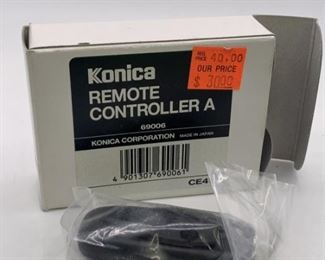 Konica
REMOTE
CONTROLLER A
69006
KONICA CORPORATION MADE IN JAPAN
4 901307 690061
CE4
PRICE 40.00
OUR PRICE
$ 30.00